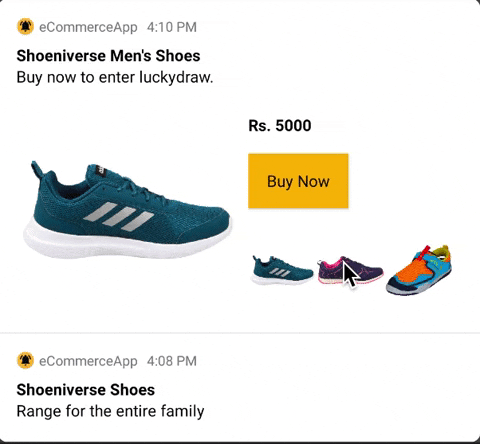 eCommerceApp 4:10 PM
Shoeniverse Men's Shoes
Buy now to enter luckydraw.
Rs. 5000
Buy Now
eCommerceApp 4:08 PM
Shoeniverse Shoes
Range for the entire family